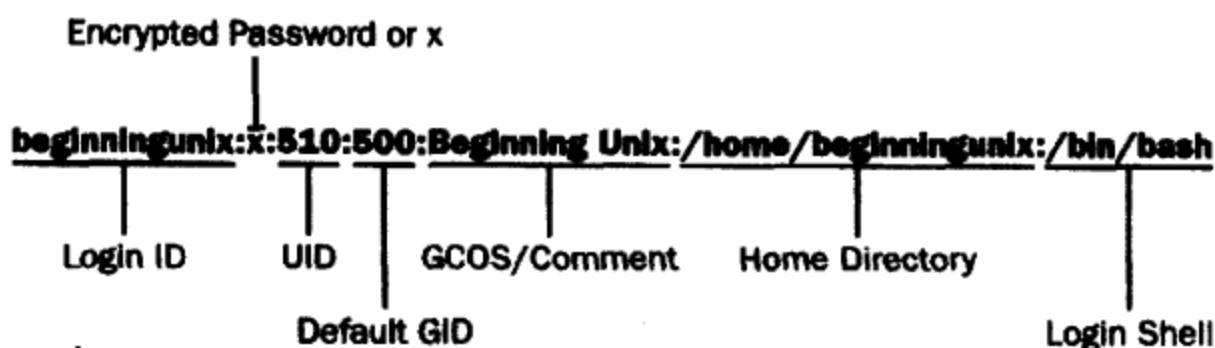 Encrypted Password or x
beginningunix:x:510:500:Beginning Unix:/home/beginningunix:/bin/bash
Login ID
UID
GCOS/Comment
Home Directory
Default GID
Login Shell